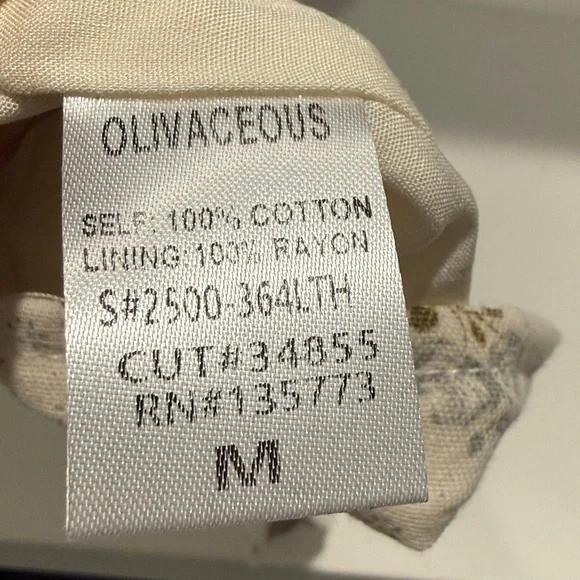 OLIVACEOUS
SELF: 100% COTTON
LINING:100% RAYON
S#2500-364LTH
CUT#34855
RN#135773
M